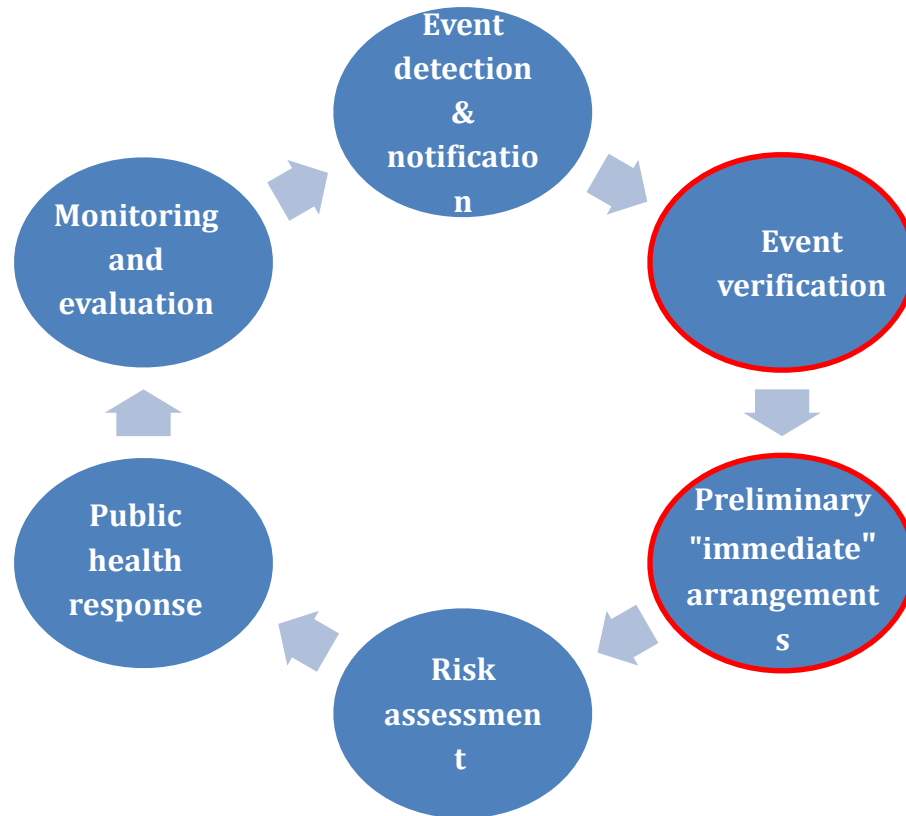 Event
detection
&
notificatio
n
Event
verification
Preliminary
"immediate"
arrangement
s
Risk
assessmen
t
Public
health
response
Monitoring
and
evaluation